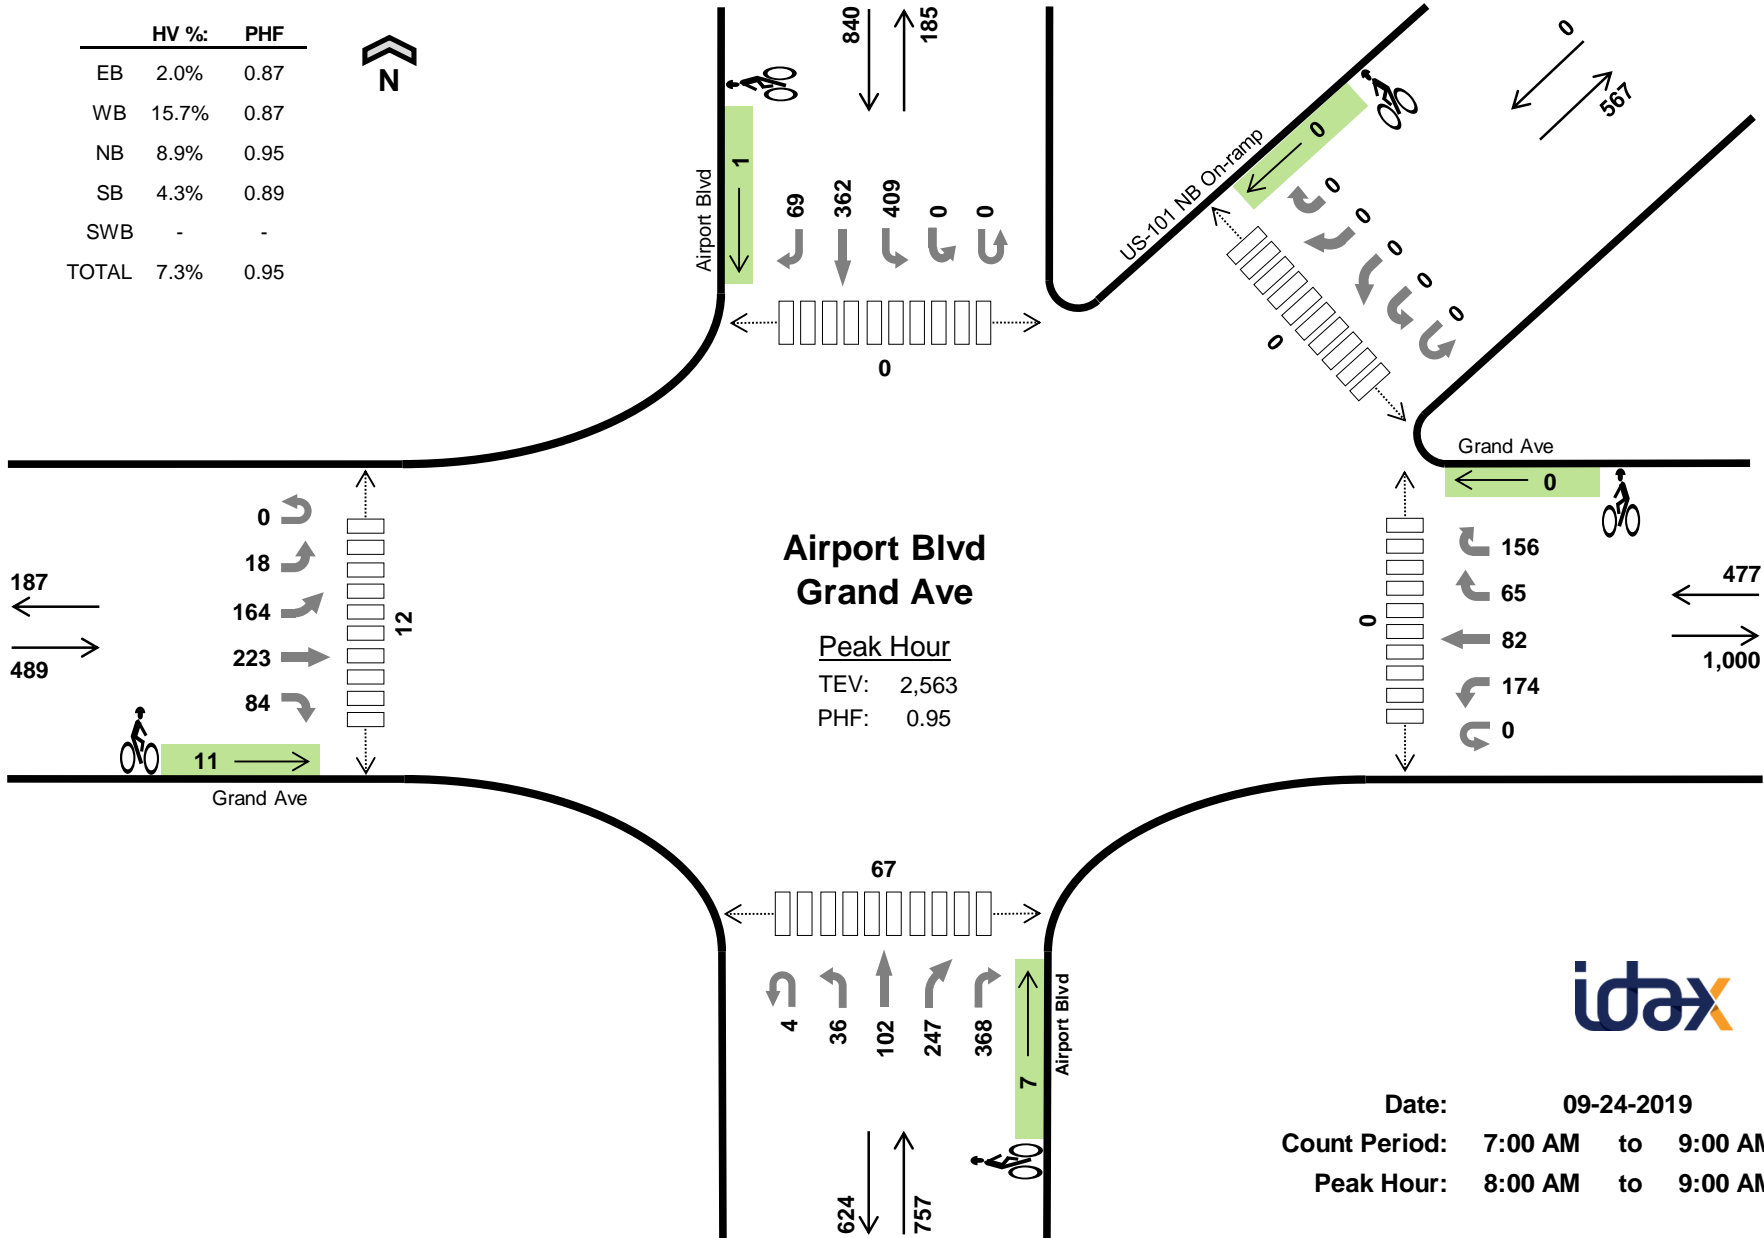 HV %: PHF
EB 2.0% 0.87
WB 15.7% 0.87
NB 8.9% 0.95
SB 4.3% 0.89
SWB - -
TOTAL 7.3% 0.95
N
840
185
0
567
Airport Blvd
1
69
362
409
0
0
0
US-101 NB On-ramp
0
0
0
0
0
0
0
Grand Ave
0
156
65
82
174
0
0
477
1,000
187
489
0
18
164
223
84
12
11
Grand Ave
Airport Blvd
Grand Ave
Peak Hour
TEV: 2,563
PHF: 0.95
67
4
36
102
247
368
7
Airport Blvd
624
757
idax
Date: 09-24-2019
Count Period: 7:00 AM to 9:00 AM
Peak Hour: 8:00 AM to 9:00 AM